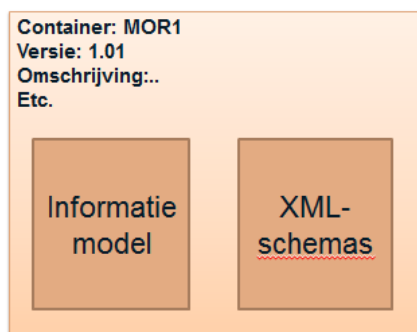 Container: MOR1
Versie: 1.01
Omschrijving:..
Etc.
Informatie
model
XML-
schemas